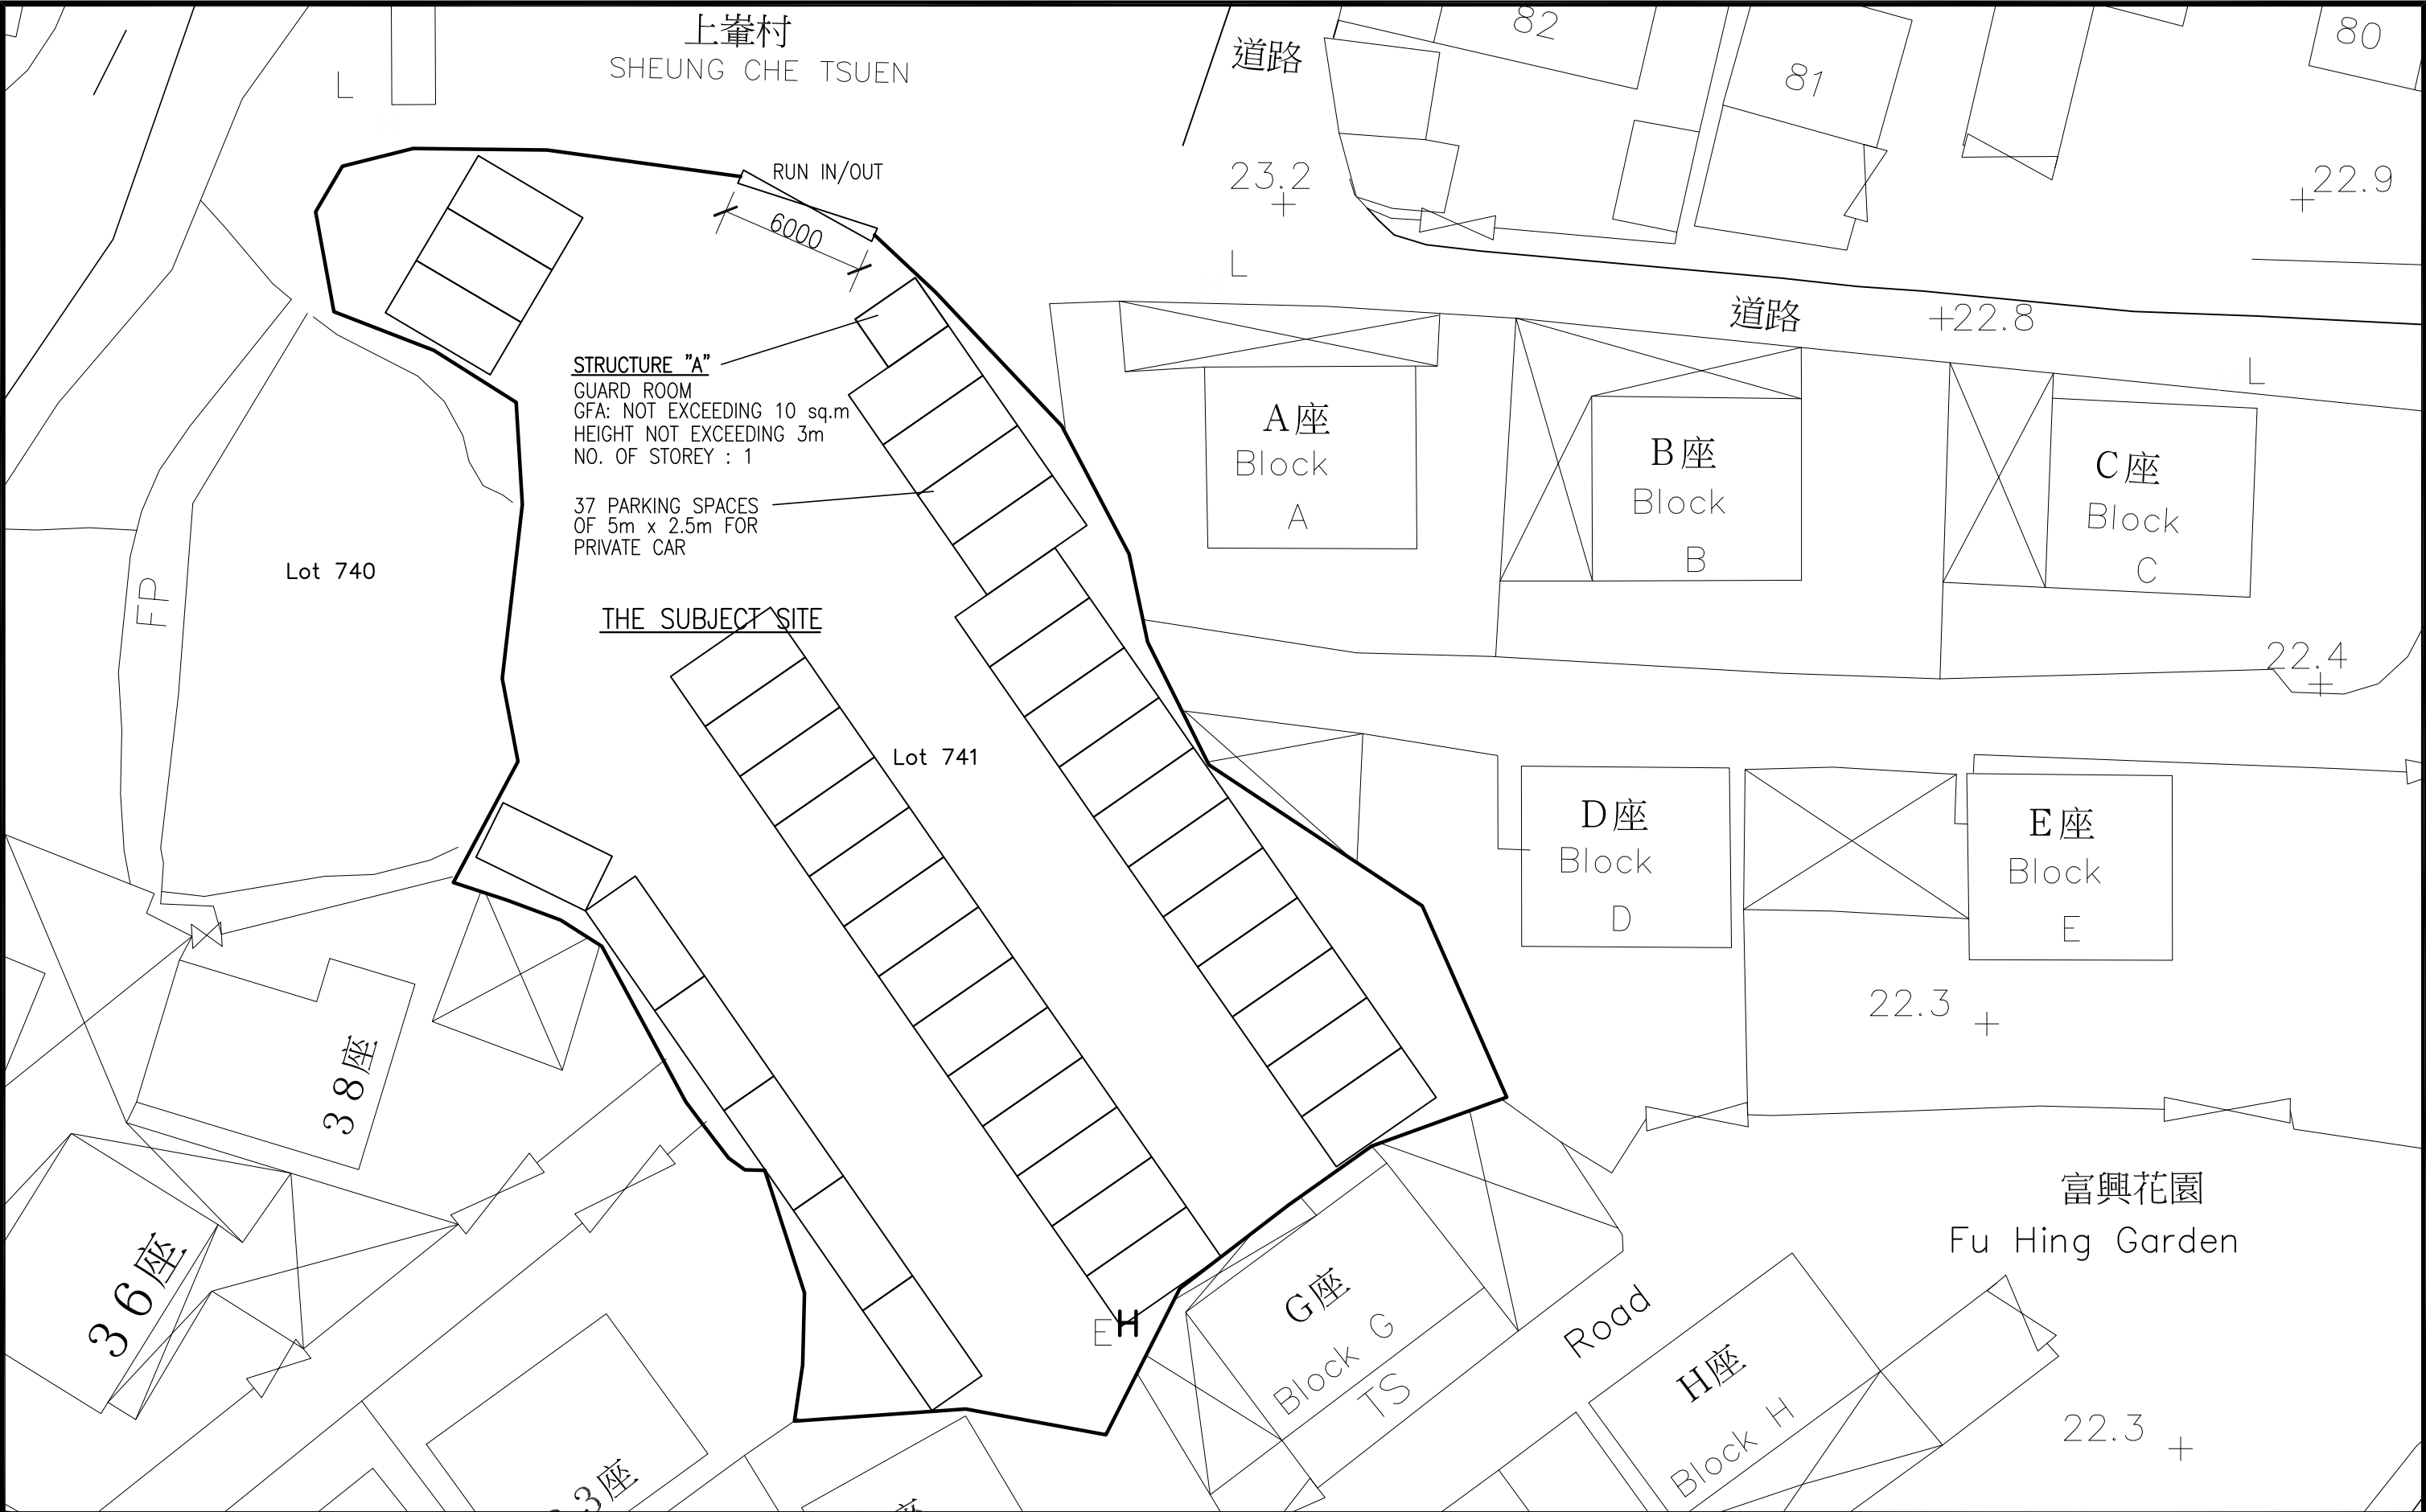 上輋村
SHEUNG CHE TSUEN
L
道路
82
81
80
RUN IN/OUT
6000
23.2
22.9
L
道路
22.8
L
STRUCTURE "A"
GUARD ROOM
GFA: NOT EXCEEDING 10 sq.m
HEIGHT NOT EXCEEDING 3m
NO. OF STOREY : 1
37 PARKING SPACES
OF 5m x 2.5m FOR
PRIVATE CAR
A座
Block
A
B座
Block
B
C座
Block
C
Lot 740
FP
THE SUBJECT SITE
22.4
Lot 741
D座
Block
D
E座
Block
E
22.3
38座
36座
富興花園
Fu Hing Garden
E
H
G座
Block G
TS
Road
H座
Block H
22.3
3座
座